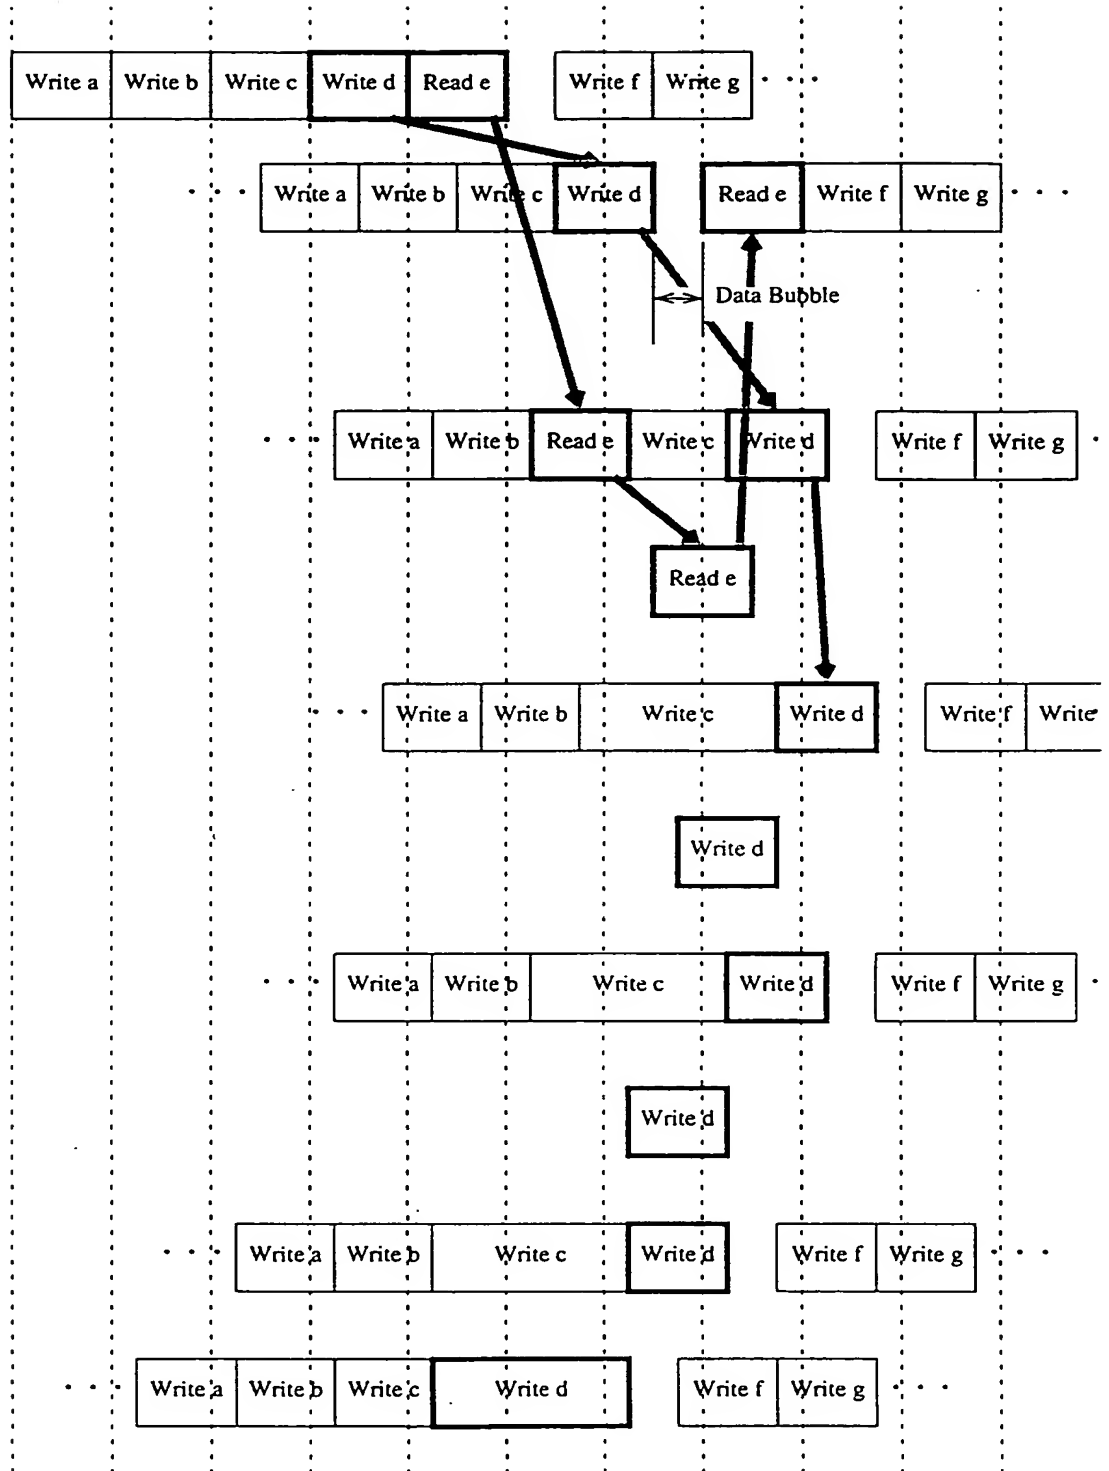 Write a Write b Write c Write d Read e Write f Write g . . .
. . . Write a Write b Write c Write d Read e Write f Write g . . .
Data Bubble
. . . Write a Write b Read e Write c Write d Write f Write g .
Read e
. . . Write a Write b Write c Write d Write f Write
Write d
. . . Write a Write b Write c Write d Write f Write g .
Write d
. . . Write a Write b Write c Write d Write f Write g . . .
. . . Write a Write b Write c Write d Write f Write g . . .